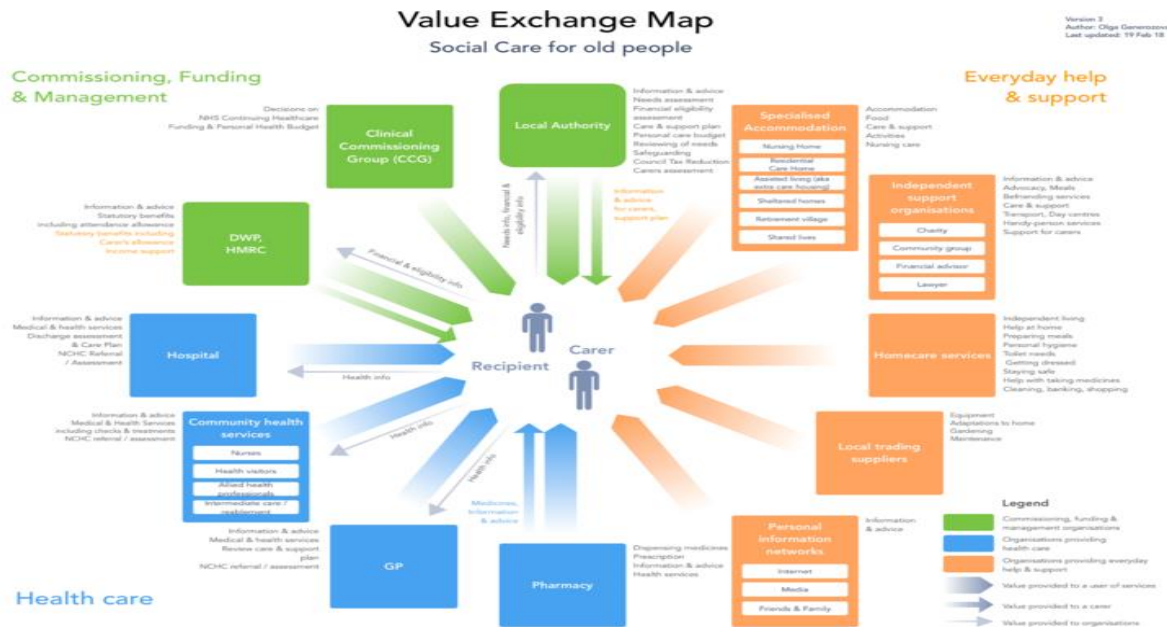 Value Exchange Map
Social Care for old people
Version 3
Author: Olga Generozova
Last updated: 19 Feb 18
Commissioning, Funding
& Management
Everyday help
& support
Decisions on
NHS Continuing Healthcare
Funding & Personal Health Budget
Clinical
Commissioning
Group (CCG)
Local Authority
Information & advice
Needs assessment
Financial eligibility
assessment
Care & support plan
Personal care budget
Reviewing of needs
Safeguarding
Council Tax Reduction
Carers assessment
Information
& advice
for carers,
support plan
Needs info, financial &
eligibility info
Specialised
Accommodation
Nursing Home
Residential
Care Home
Assisted living (aka
extra care housing)
Sheltered homes
Retirement village
Shared lives
Accommodation
Food
Care & support
Activities
Nursing care
Independent
support
organisations
Charity
Community group
Financial advisor
Lawyer
Information & advice
Advocacy, Meals
Befriending services
Care & support
Transport, Day centres
Handy-person services
Support for carers
Information & advice
Statutory benefits
including attendance allowance
Statutory benefits including
Carer's allowance
Income support
DWP,
HMRC
Financial & eligibility info
Information & advice
Medical & health services
Discharge assessment
& Care Plan
NCHC Referral
/ Assessment
Hospital
Health info
Recipient
Carer
Homecare services
Independent living
Help at home
Preparing meals
Personal hygiene
Toilet needs
Getting dressed
Staying safe
Help with taking medicines
Cleaning, banking, shopping
Information & advice
Medical & Health Services
including checks & treatments
NCHC referral / assessment
Community health
services
Nurses
Health visitors
Allied health
professionals
Intermediate care /
reablement
Health info
Local trading
suppliers
Equipment
Adaptations to home
Gardening
Maintenance
Information & advice
Medical & health services
Review care & support
plan
NCHC referral / assessment
GP
Health info
Medicines,
Information
& advice
Pharmacy
Dispensing medicines
Prescription
Information & advice
Health services
Personal
information
networks
Internet
Media
Friends & Family
Information
& advice
Legend
Commissioning, funding &
management organisations
Organisations providing
health care
Organisations providing everyday
help & support
Value provided to a user of services
Value provided to a carer
Value provided to organisations
Health care